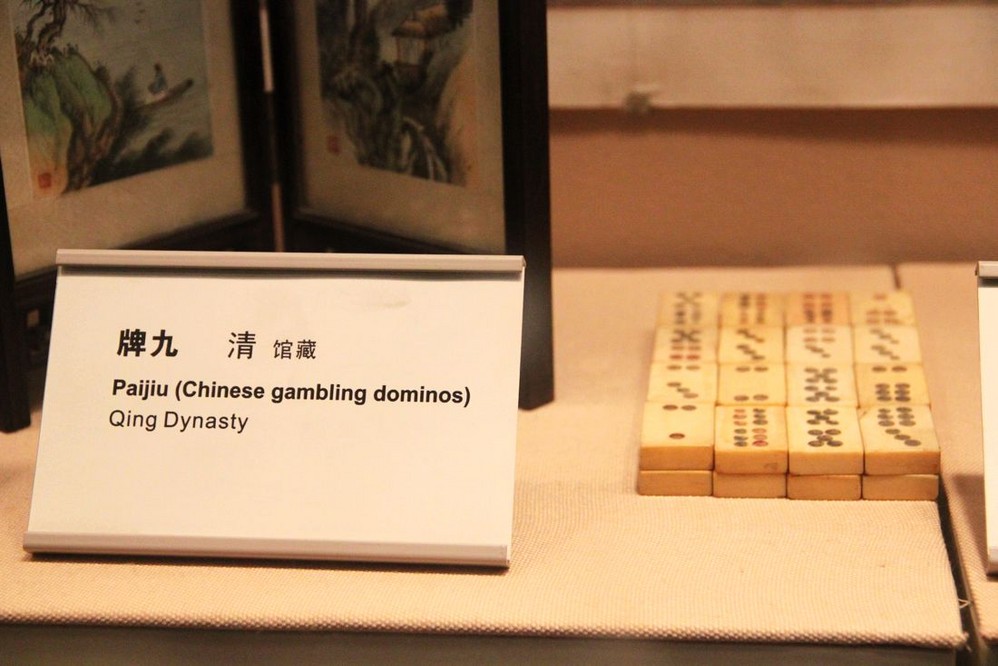 牌九 清 馆藏
Paijiu (Chinese gambling dominos)
Qing Dynasty